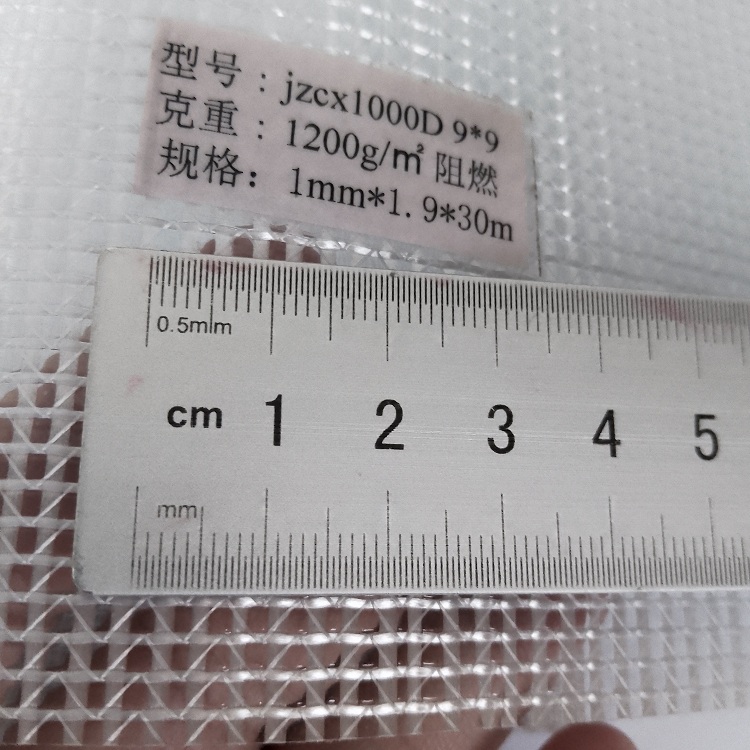 型号：jzcx1000D 9*9
克重：1200g/㎡ 阻燃
规格：1mm*1.9*30m
0.5mm
cm 1 2 3 4 5
mm